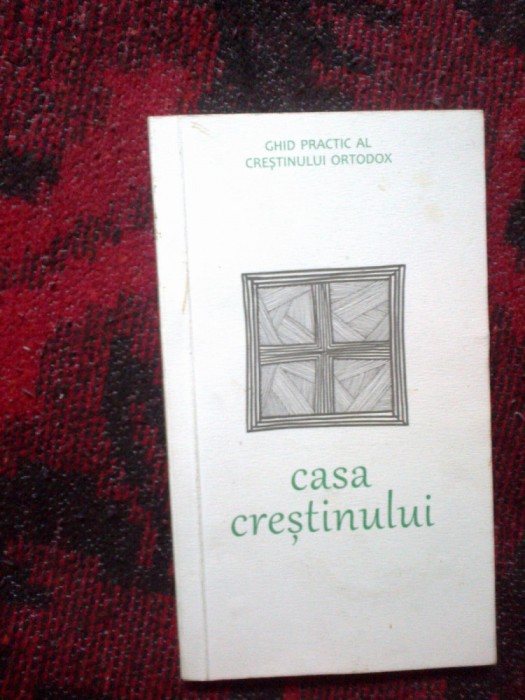 GHID PRACTIC AL
CREȘTINULUI ORTODOX
casa
creștinului